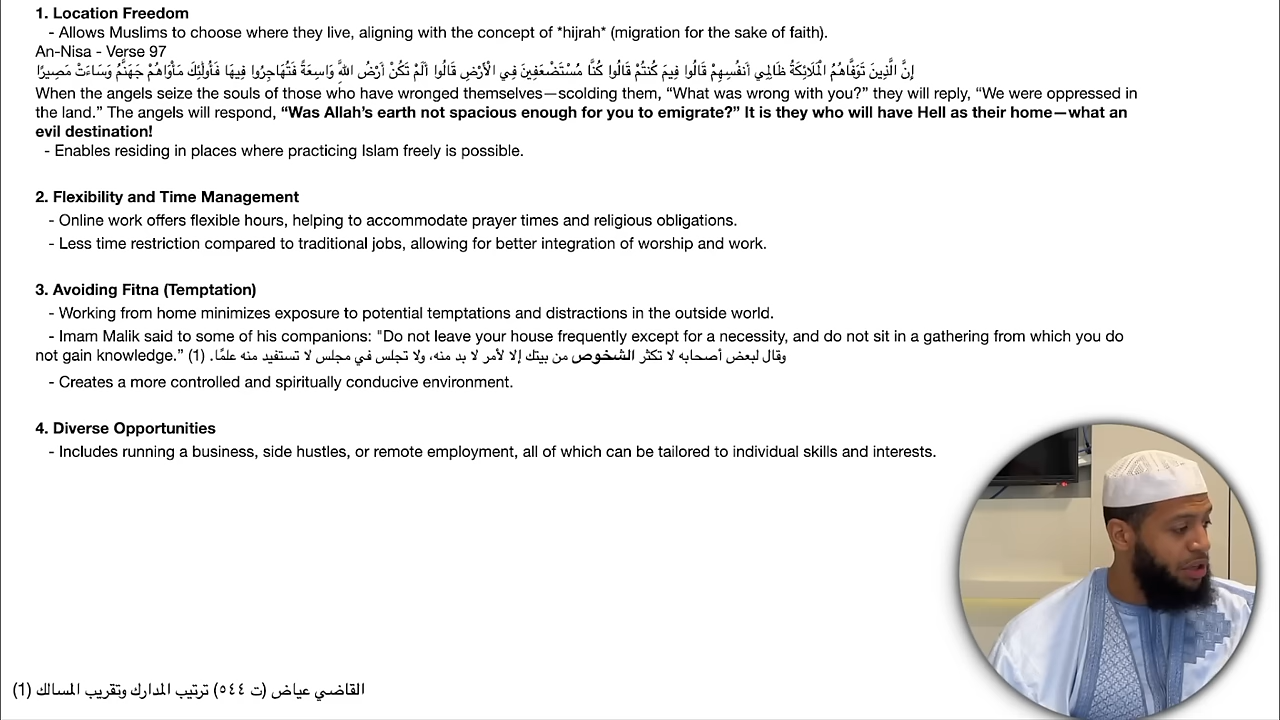 1. Location Freedom
- Allows Muslims to choose where they live, aligning with the concept of *hijrah* (migration for the sake of faith).
An-Nisa - Verse 97
إِنَّ الَّذِينَ تَوَفَّاهُمُ الْمَلَائِكَةُ ظَالِمِي أَنفُسِهِمْ قَالُوا فِيمَ كُنتُمْ قَالُوا كُنَّا مُسْتَضْعَفِينَ فِي الْأَرْضِ قَالُوا أَلَمْ تَكُنْ أَرْضُ اللَّهِ وَاسِعَةً فَتُهَاجِرُوا فِيهَا فَأُولَٰئِكَ مَأْوَاهُمْ جَهَنَّمُ وَسَاءَتْ مَصِيرًا
When the angels seize the souls of those who have wronged themselves—scolding them, “What was wrong with you?” they will reply, “We were oppressed in
the land.” The angels will respond, “Was Allah’s earth not spacious enough for you to emigrate?” It is they who will have Hell as their home—what an
evil destination!
- Enables residing in places where practicing Islam freely is possible.
2. Flexibility and Time Management
- Online work offers flexible hours, helping to accommodate prayer times and religious obligations.
- Less time restriction compared to traditional jobs, allowing for better integration of worship and work.
3. Avoiding Fitna (Temptation)
- Working from home minimizes exposure to potential temptations and distractions in the outside world.
- Imam Malik said to some of his companions: "Do not leave your house frequently except for a necessity, and do not sit in a gathering from which you do
not gain knowledge.” (1) وقال لبعض أصحابه لا تكثر الشخوص من بيتك إلا لأمر لا بد منه، ولا تجلس في مجلس لا تستفيد منه علمًا.
- Creates a more controlled and spiritually conducive environment.
4. Diverse Opportunities
- Includes running a business, side hustles, or remote employment, all of which can be tailored to individual skills and interests.
(1) القاضي عياض (ت ٥٤٤) ترتيب المدارك وتقريب المسالك